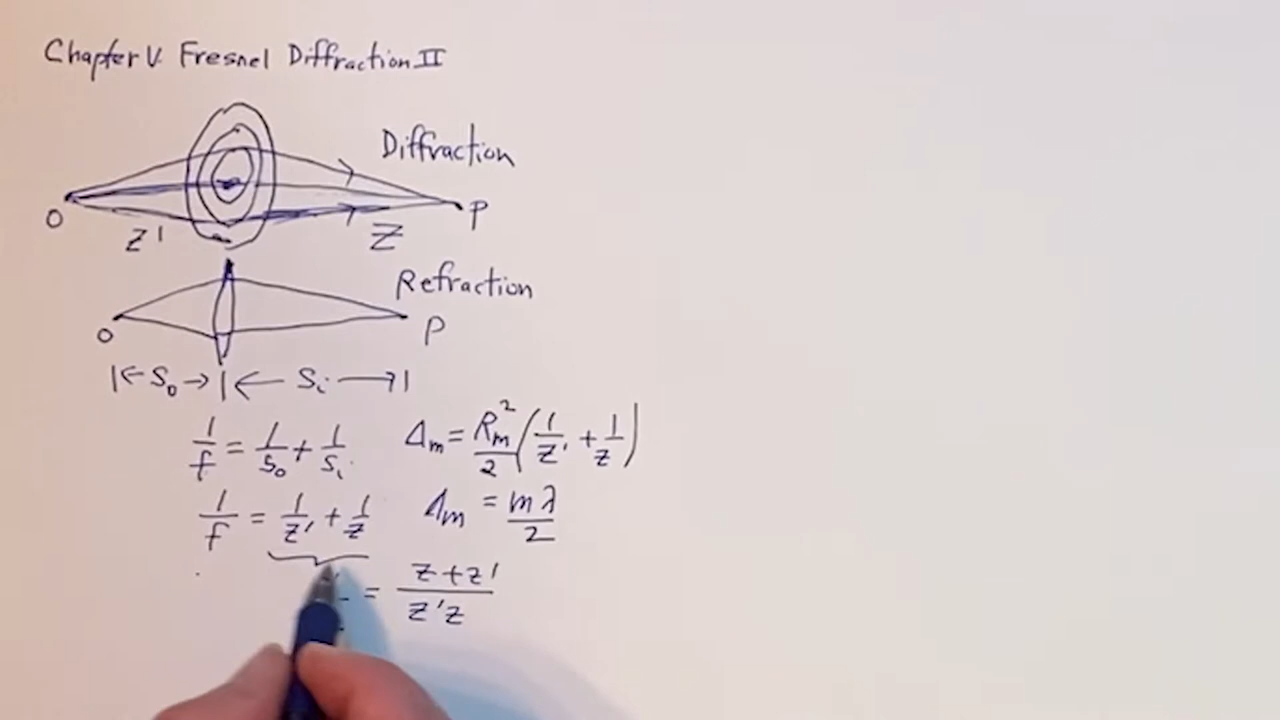 Chapter V. Fresnel Diffraction II
Diffraction
O
P
Z'
Z
Refraction
O
P
|← S₀ →|← Sᵢ →|
1/f = 1/S₀ + 1/Sᵢ
Δₘ = Rₘ²/2 (1/Z' + 1/Z)
1/f = 1/Z' + 1/Z
Δₘ = mλ/2
= Z+Z'/Z'Z